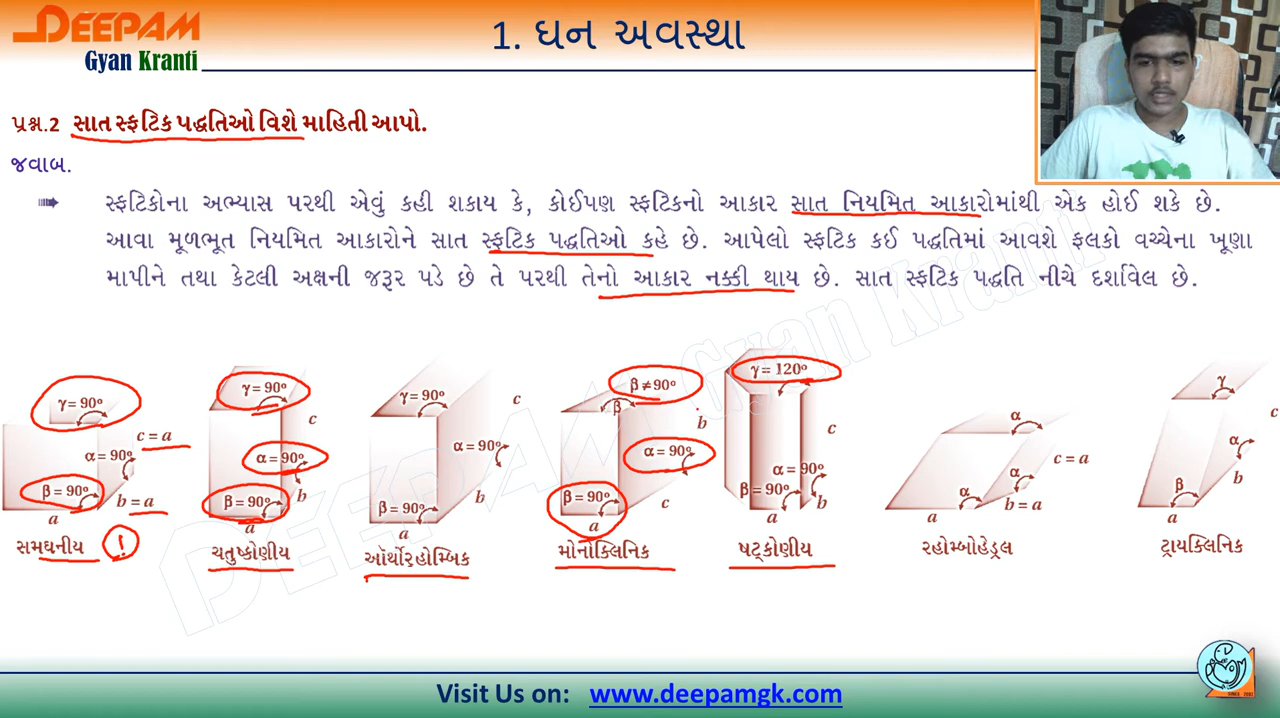 DEEPAM
Gyan Kranti
1. ઘન અવસ્થા
પ્રશ્ન.2 સાત સ્ફટિક પદ્ધતિઓ વિશે માહિતી આપો.
જવાબ.
સ્ફટિકોના અભ્યાસ પરથી એવું કહી શકાય કે, કોઈપણ સ્ફટિકનો આકાર સાત નિયમિત આકારોમાંથી એક હોઈ શકે છે.
આવા મૂળભૂત નિયમિત આકારોને સાત સ્ફટિક પદ્ધતિઓ કહે છે. આપેલો સ્ફટિક કઈ પદ્ધતિમાં આવશે ફલકો વચ્ચેના ખૂણા
માપીને તથા કેટલી અક્ષની જરૂર પડે છે તે પરથી તેનો આકાર નક્કી થાય છે. સાત સ્ફટિક પદ્ધતિ નીચે દર્શાવેલ છે.
γ = 90°
c = a
α = 90°
β = 90°
b = a
a
સમઘનીય
1
γ = 90°
c
α = 90°
β = 90°
b
a
ચતુષ્કોણીય
γ = 90°
c
α = 90°
β = 90°
b
a
ઑર્થોર્હોમ્બિક
β ≠ 90°
β
b
α = 90°
β = 90°
c
a
મોનોક્લિનિક
γ = 120°
c
α = 90°
β = 90°
b
a
ષટ્કોણીય
α
c = a
α
α
b = a
a
રહોમ્બોહેડ્રલ
γ
c
α
b
β
a
ટ્રાયક્લિનિક
DEEPAM Gyan Kranti
Visit Us on: www.deepamgk.com